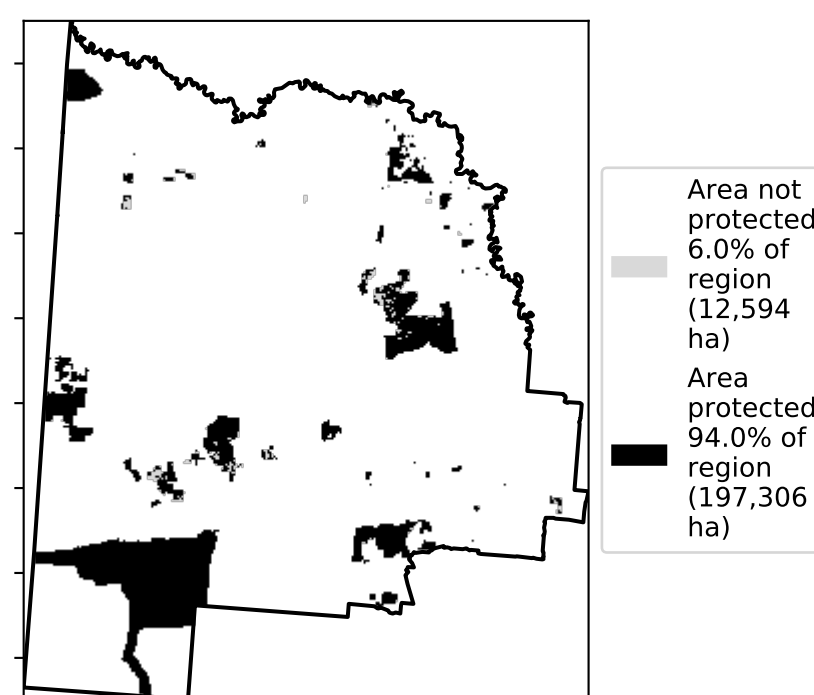 Area not
protected
6.0% of
region
(12,594
ha)
Area
protected
94.0% of
region
(197,306
ha)